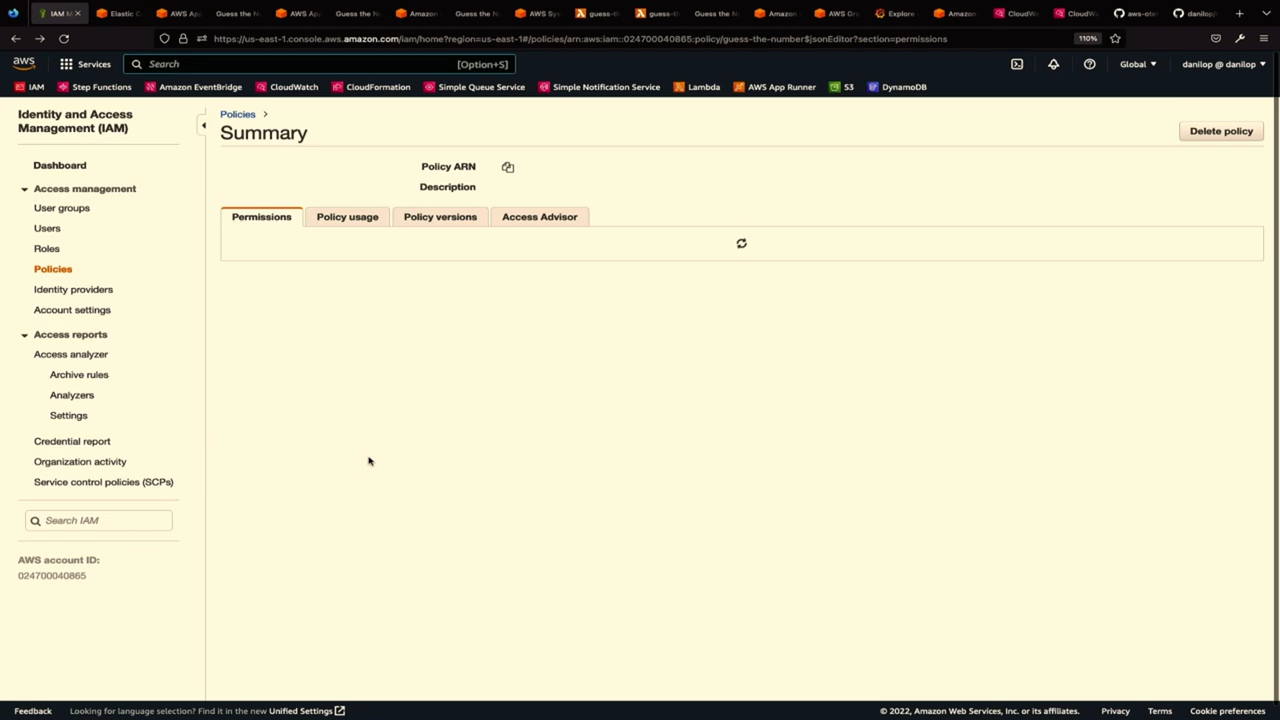 IAM M
Elastic C
AWS Ap
Guess the N
AWS App
Guess the N
Amazon
Guess the N
AWS Sy
guess-th
guess-th
Guess the N
Amazon
AWS Gr
Explore
Amazon
CloudWa
CloudWa
aws-ote
danilop/
https://us-east-1.console.aws.amazon.com/iam/home?region=us-east-1#/policies/arn:aws:iam::024700040865:policy/guess-the-number$jsonEditor?section=permissions
110%
aws
Services
Search
[Option+S]
Global
danilop @ danilop
IAM
Step Functions
Amazon EventBridge
CloudWatch
CloudFormation
Simple Queue Service
Simple Notification Service
Lambda
AWS App Runner
S3
DynamoDB
Identity and Access
Management (IAM)
Dashboard
Access management
User groups
Users
Roles
Policies
Identity providers
Account settings
Access reports
Access analyzer
Archive rules
Analyzers
Settings
Credential report
Organization activity
Service control policies (SCPs)
Search IAM
AWS account ID:
024700040865
Policies >
Summary
Delete policy
Policy ARN
Description
Permissions
Policy usage
Policy versions
Access Advisor
Feedback
Looking for language selection? Find it in the new Unified Settings
© 2022, Amazon Web Services, Inc. or its affiliates.
Privacy
Terms
Cookie preferences